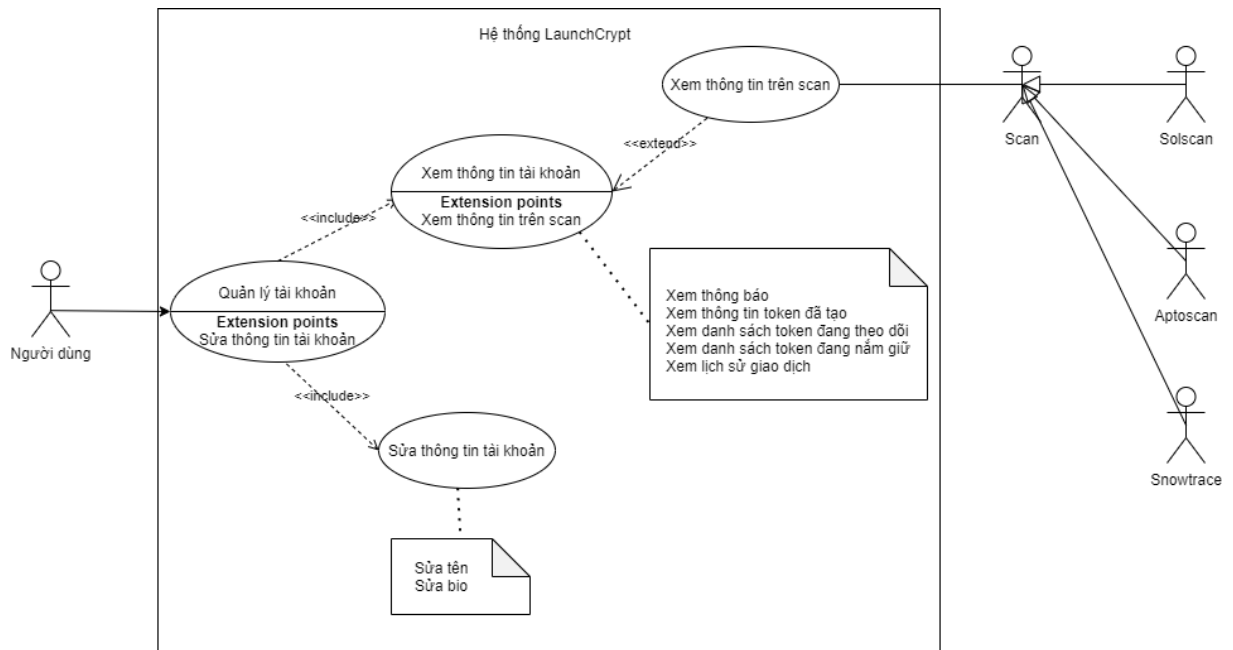 Hệ thống LaunchCrypt
Xem thông tin trên scan
<<extend>>
Scan
Solscan
Xem thông tin tài khoản
Extension points
Xem thông tin trên scan
<<include>>
Người dùng
Quản lý tài khoản
Extension points
Sửa thông tin tài khoản
Xem thông báo
Xem thông tin token đã tạo
Xem danh sách token đang theo dõi
Xem danh sách token đang nắm giữ
Xem lịch sử giao dịch
Aptoscan
<<include>>
Sửa thông tin tài khoản
Snowtrace
Sửa tên
Sửa bio